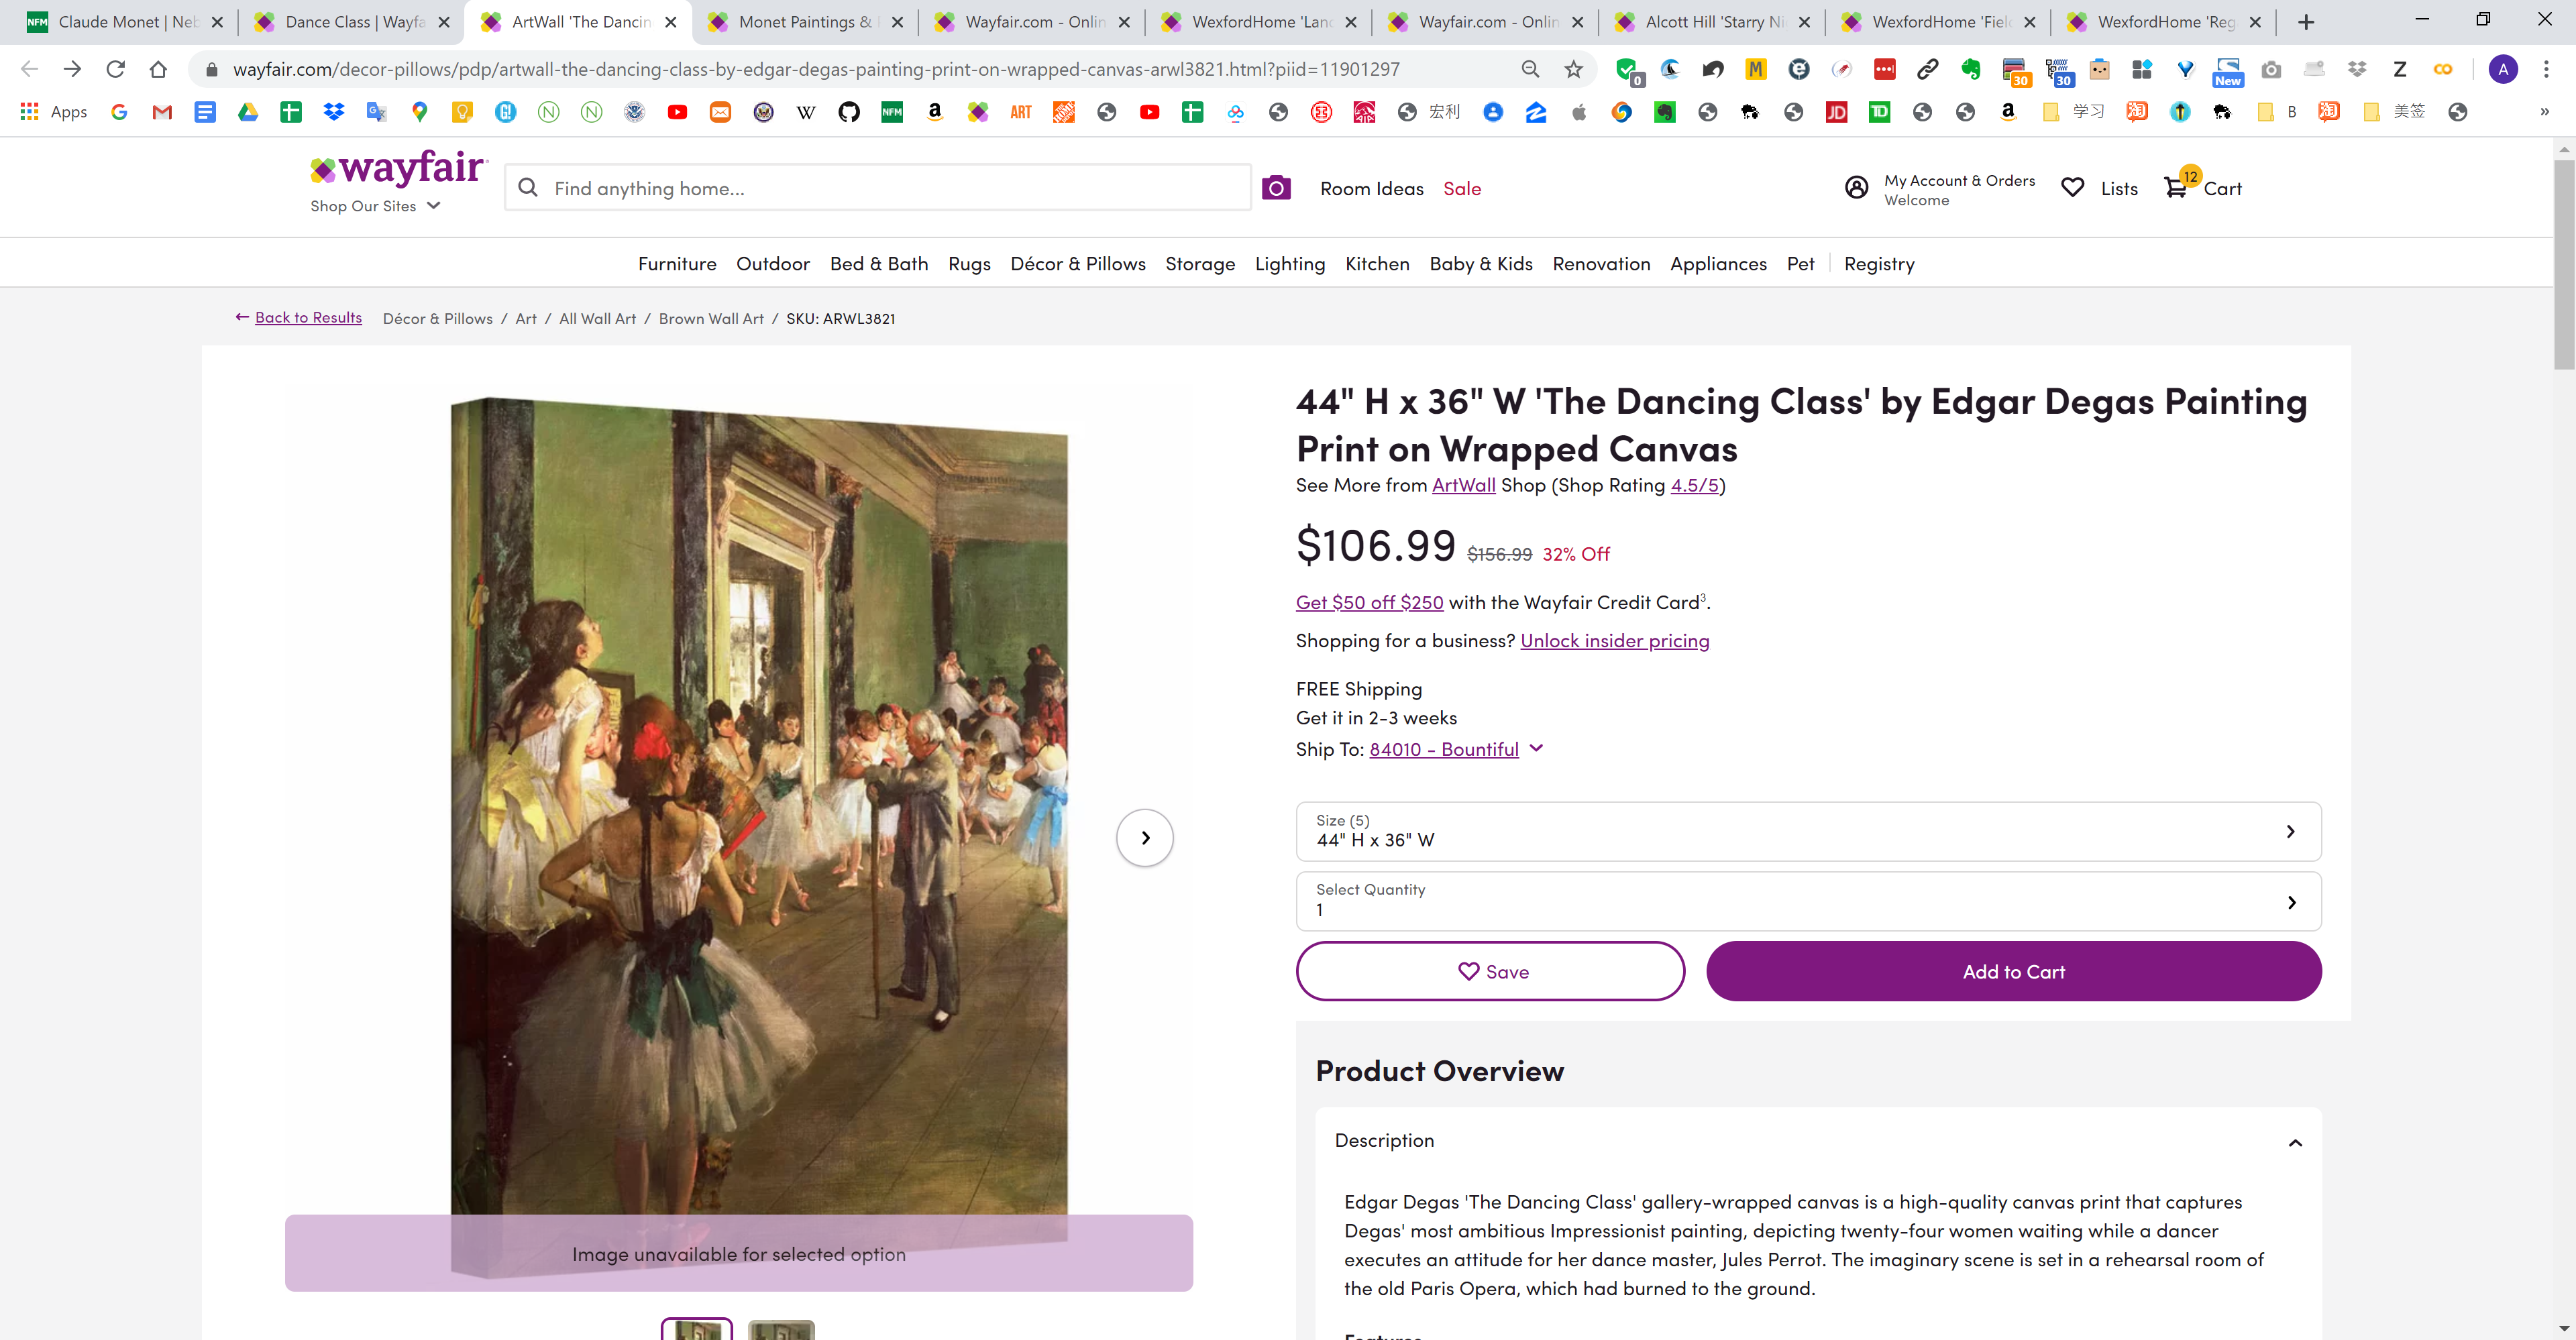 NFM Claude Monet | Neb
Dance Class | Wayfa
ArtWall 'The Dancin
Monet Paintings &
Wayfair.com - Onlin
WexfordHome 'Land
Wayfair.com - Onlin
Alcott Hill 'Starry Ni
WexfordHome 'Fiel
WexfordHome 'Reg
wayfair.com/decor-pillows/pdp/artwall-the-dancing-class-by-edgar-degas-painting-print-on-wrapped-canvas-arwl3821.html?piid=11901297
0 M 30 30 New Z A
Apps NFM ART 宏利 JD TD 学习 B 美签 »
wayfair
Shop Our Sites
Find anything home...
Room Ideas Sale
My Account & Orders
Welcome
Lists
12
Cart
Furniture Outdoor Bed & Bath Rugs Décor & Pillows Storage Lighting Kitchen Baby & Kids Renovation Appliances Pet Registry
← Back to Results Décor & Pillows / Art / All Wall Art / Brown Wall Art / SKU: ARWL3821
44" H x 36" W 'The Dancing Class' by Edgar Degas Painting
Print on Wrapped Canvas
See More from ArtWall Shop (Shop Rating 4.5/5)
$106.99 $156.99 32% Off
Get $50 off $250 with the Wayfair Credit Card³.
Shopping for a business? Unlock insider pricing
FREE Shipping
Get it in 2-3 weeks
Ship To: 84010 - Bountiful
Size (5)
44" H x 36" W
Select Quantity
1
Save
Add to Cart
Product Overview
Description
Edgar Degas 'The Dancing Class' gallery-wrapped canvas is a high-quality canvas print that captures
Degas' most ambitious Impressionist painting, depicting twenty-four women waiting while a dancer
executes an attitude for her dance master, Jules Perrot. The imaginary scene is set in a rehearsal room of
the old Paris Opera, which had burned to the ground.
Image unavailable for selected option